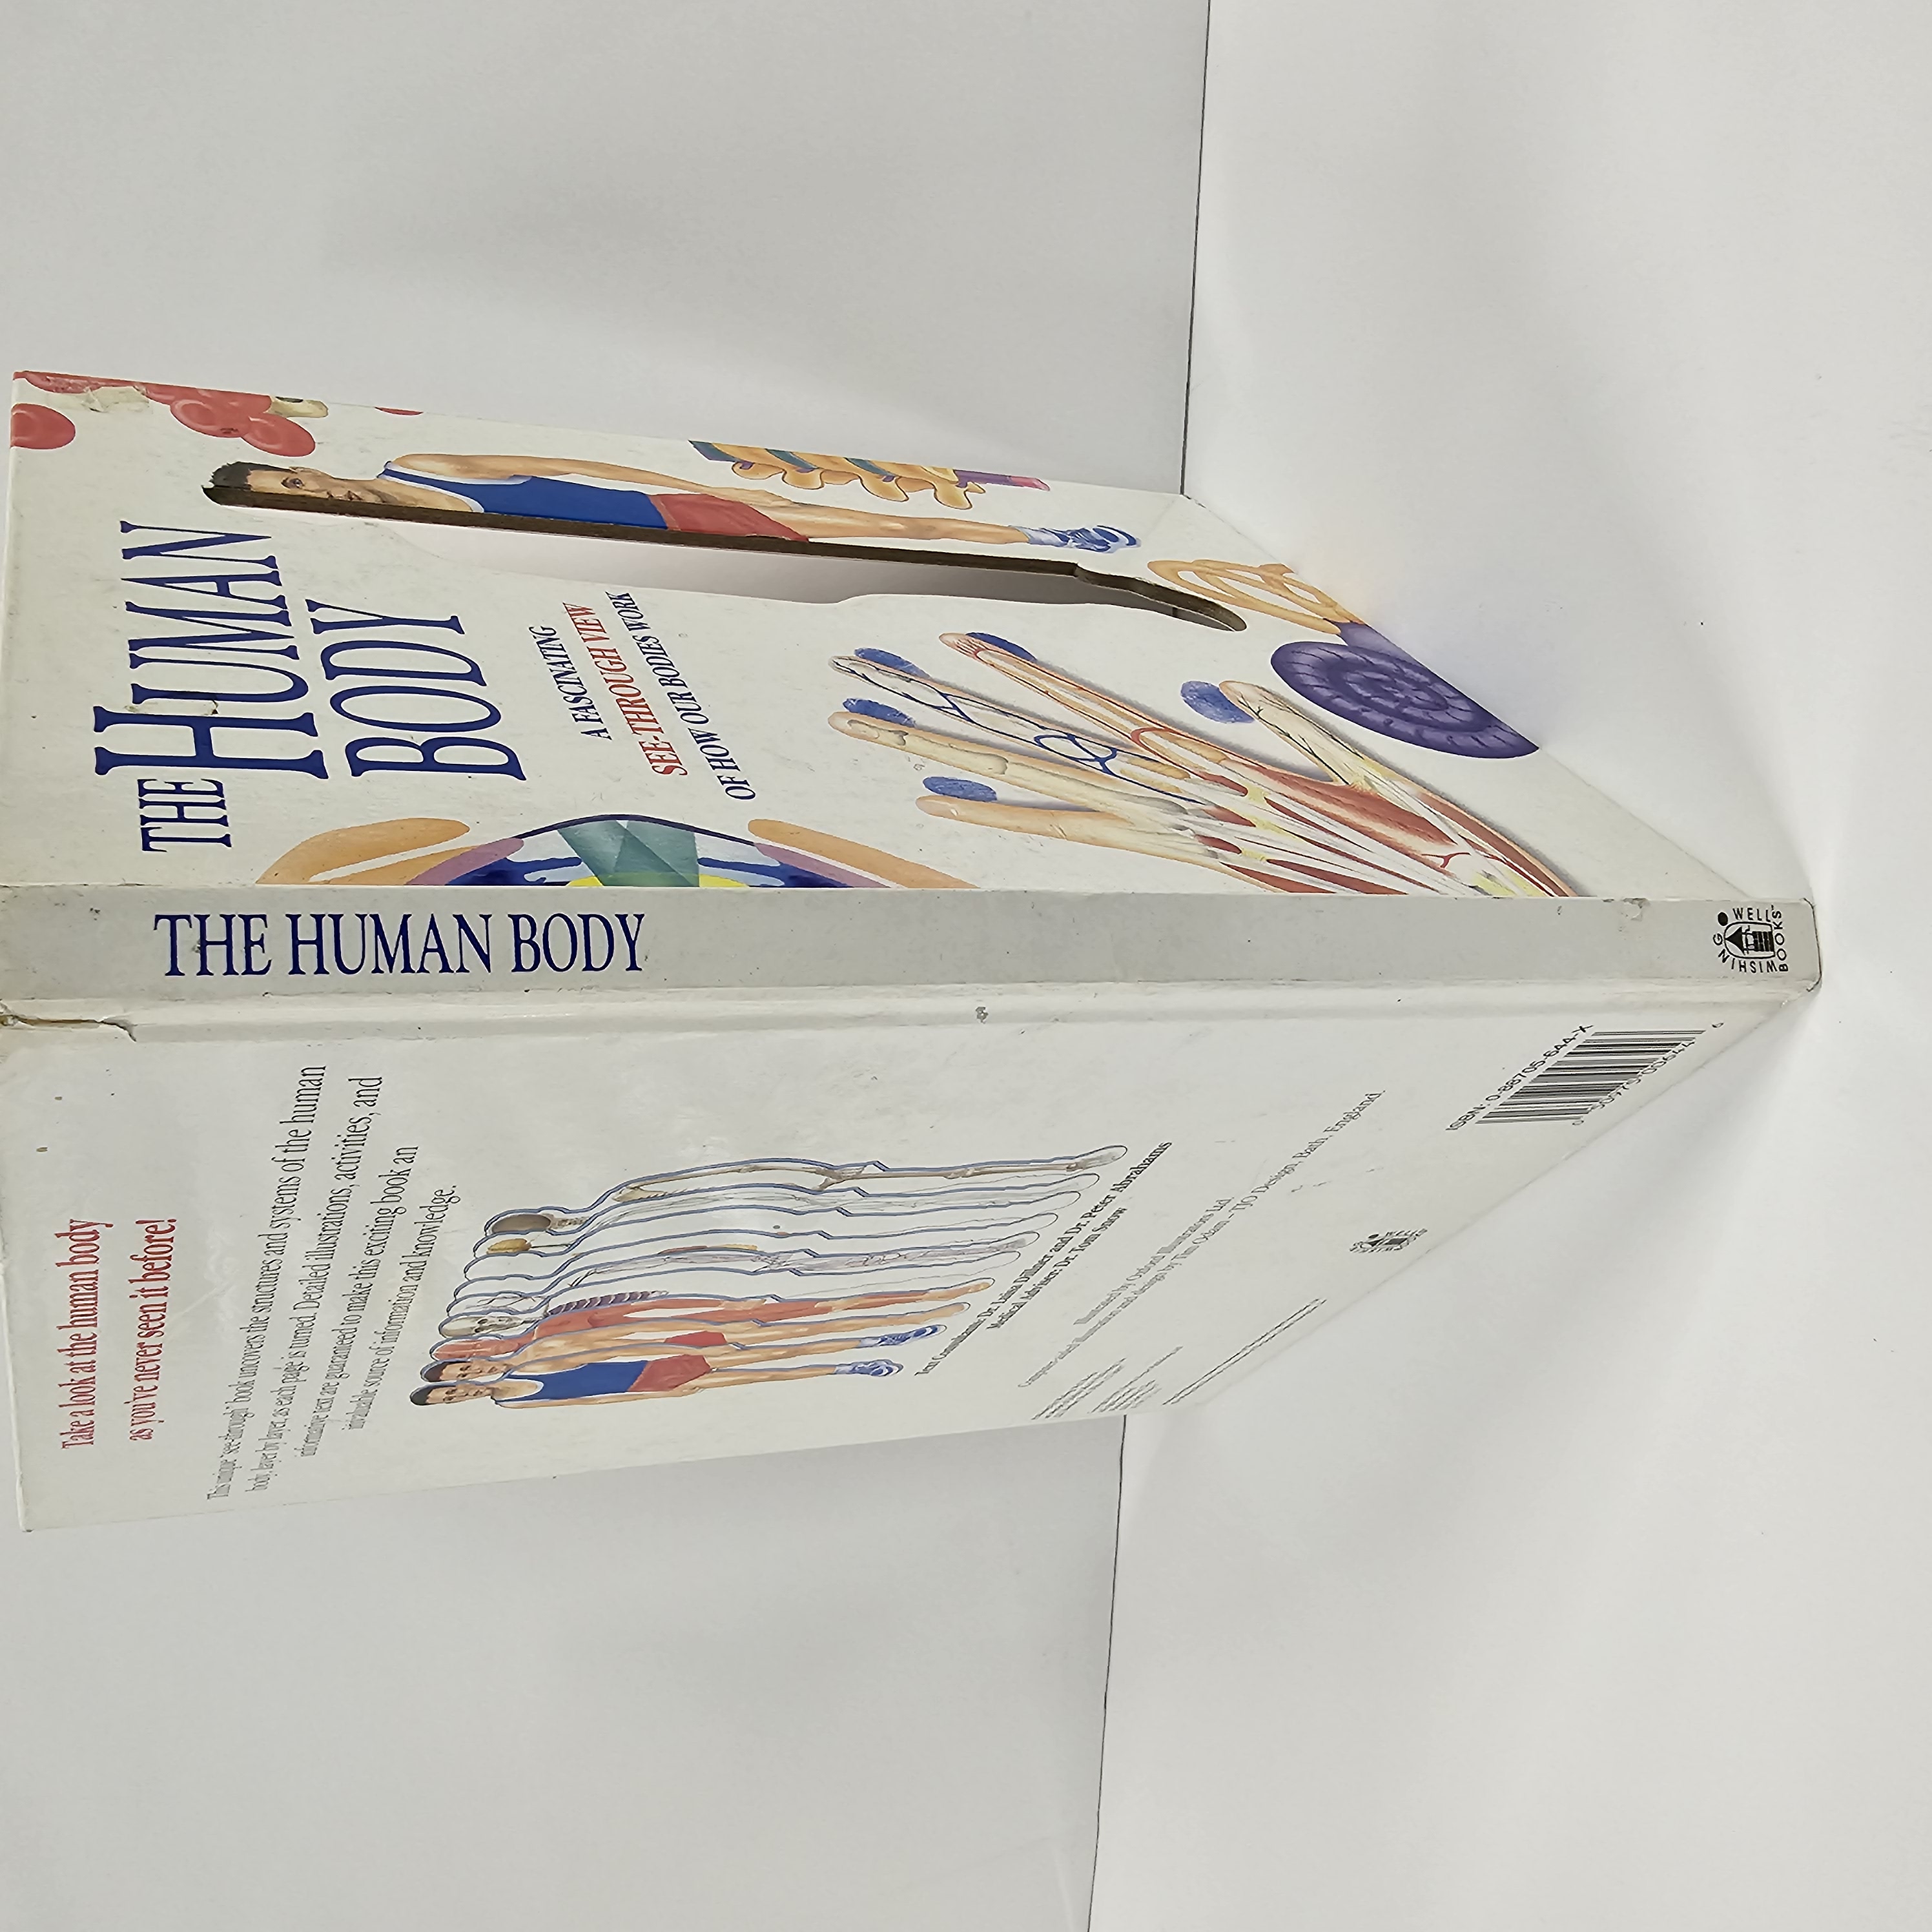 Take a look at the human body
as you've never seen it before!
This unique "see-through" book uncovers the structures and systems of the human
body, layer by layer, as each page is turned. Detailed illustrations, activities, and
informative text are guaranteed to make this exciting book an
invaluable source of information and knowledge.
Text Consultants: Dr. Luisa Dillner and Dr. Peter Abrahams
Medical Adviser: Dr. Tom Snow
Illustrated by Oxford Illustrators Ltd.
Computer-aided illustration and design by Tim Odam – TJO Design, Bath, England.
ISBN: 0-88705-644-X
THE HUMAN BODY
WISHING WELL
BOOKS
THE HUMAN
BODY
A FASCINATING
SEE-THROUGH VIEW
OF HOW OUR BODIES WORK